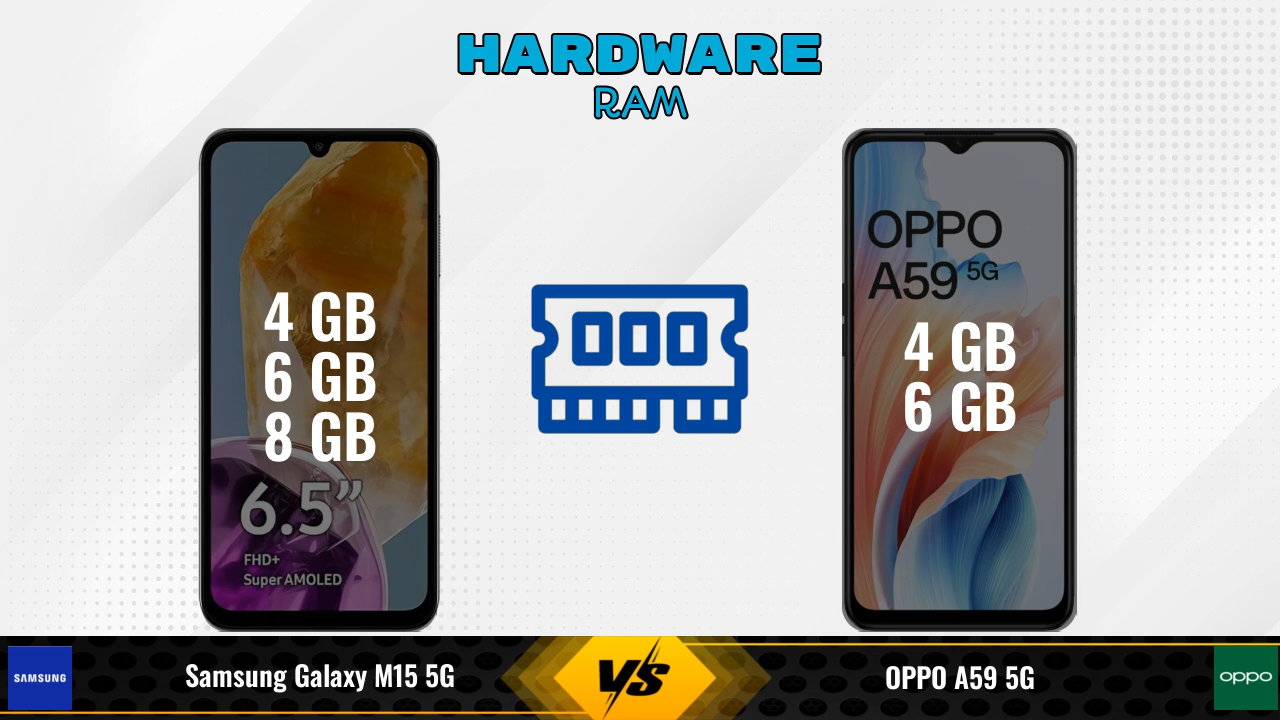 HARDWARE
RAM
4 GB
6 GB
8 GB
6.5”
FHD+
Super AMOLED
OPPO
A59 5G
4 GB
6 GB
SAMSUNG
Samsung Galaxy M15 5G
VS
OPPO A59 5G
oppo